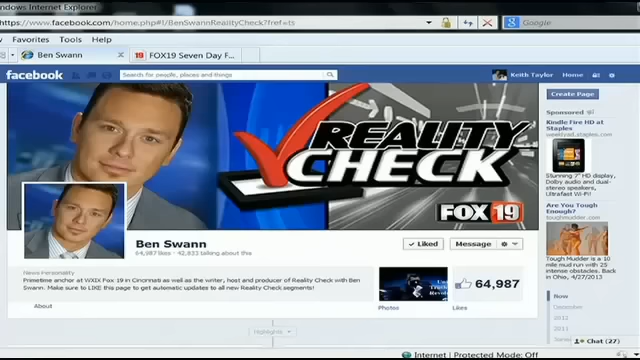 ndows Internet Explorer
https://www.facebook.com/home.php#!/BenSwannRealityCheck?fref=ts
Google
Favorites Tools Help
Ben Swann
FOX19 Seven Day F...
facebook
Search for people, places and things
Keith Taylor Home
REALITY
CHECK
FOX 19
Ben Swann
64,987 likes · 42,833 talking about this
Liked
Message
News Personality
Primetime anchor at WXIX Fox 19 in Cincinnati as well as the writer, host and producer of Reality Check with Ben
Swann. Make sure to LIKE this page to get automatic updates to all new Reality Check segments!
About
Photos
64,987
Likes
Highlights
Create Page
Sponsored
Kindle Fire HD at
Staples
weeklyad.staples.com
Stunning 7" HD display,
Dolby audio and dual-
stereo speakers,
Ultrafast Wi-Fi!
Are You Tough
Enough?
toughmudder.com
Tough Mudder is a 10
mile mud run with 25
intense obstacles. Back
in Ohio, 4/27/2013
Now
December
2012
2011
Chat (27)
Internet | Protected Mode: Off